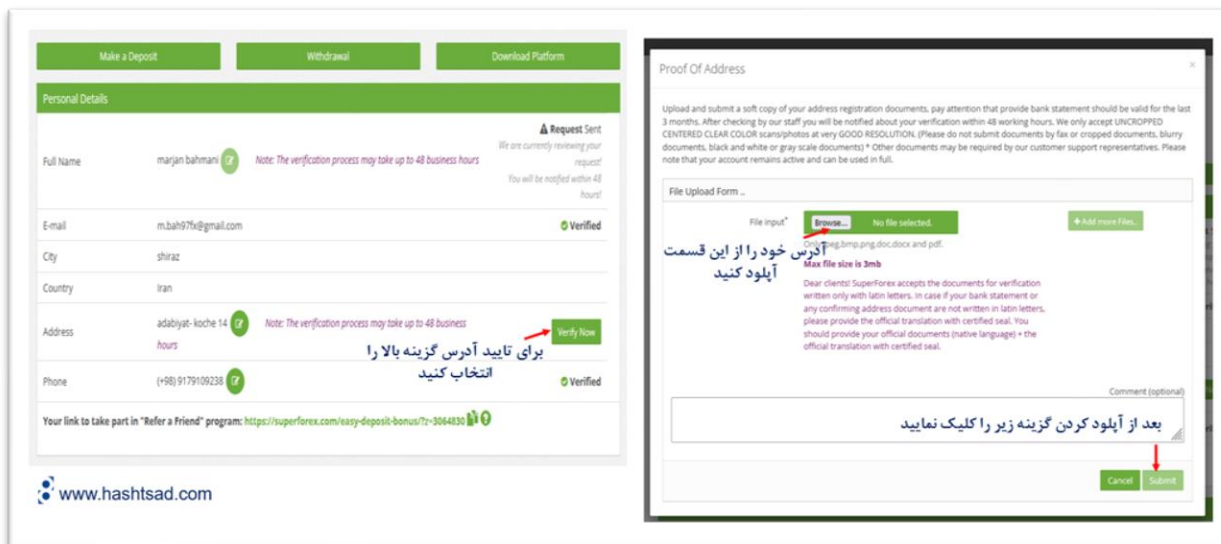 Make a Deposit
Withdrawal
Download Platform
Personal Details
Full Name
marjan bahmani
Note: The verification process may take up to 48 business hours
Request Sent
We are currently reviewing your
request!
You will be notified within 48
hours!
E-mail
m.bah97fx@gmail.com
Verified
City
shiraz
Country
Iran
Address
adabiyat- koche 14
Note: The verification process may take up to 48 business
hours
Verify Now
برای تایید آدرس گزینه بالا را
انتخاب کنید
Phone
(+98) 9179109238
Verified
Your link to take part in "Refer a Friend" program: https://superforex.com/easy-deposit-bonus/?z=3064830
www.hashtsad.com
Proof Of Address
×
Upload and submit a soft copy of your address registration documents, pay attention that provide bank statement should be valid for the last
3 months. After checking by our staff you will be notified about your verification within 48 working hours. We only accept UNCROPPED
CENTERED CLEAR COLOR scans/photos at very GOOD RESOLUTION. (Please do not submit documents by fax or cropped documents, blurry
documents, black and white or gray scale documents) * Other documents may be required by our customer support representatives. Please
note that your account remains active and can be used in full.
File Upload Form ..
File input*
Browse...
No file selected.
+ Add more Files..
Only jpeg,bmp,png,doc,docx and pdf.
آدرس خود را از این قسمت
آپلود کنید
Max file size is 3mb
Dear clients! SuperForex accepts the documents for verification
written only with latin letters. In case if your bank statement or
any confirming address document are not written in latin letters,
please provide the official translation with certified seal. You
should provide your official documents (native language) + the
official translation with certified seal.
Comment (optional)
بعد از آپلود کردن گزینه زیر را کلیک نمایید
Cancel
Submit